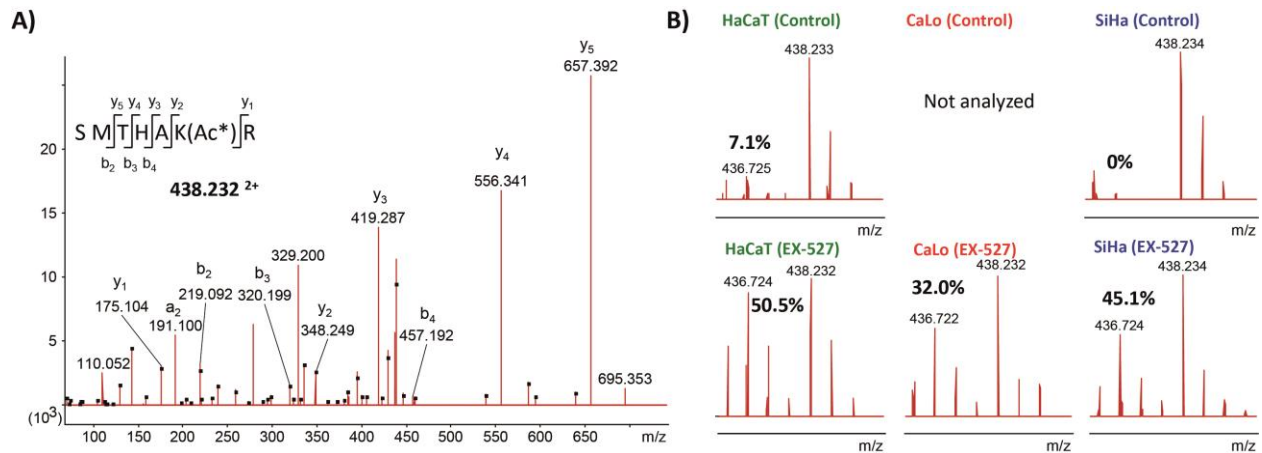 A)
y5
657.392
y5 y4 y3 y2 y1
S M T H A K(Ac*) R
b2 b3 b4
438.232 2+
y4
556.341
y3
419.287
329.200
b3
320.199
y2
348.249
b2
219.092
a2
191.100
y1
175.104
110.052
b4
457.192
695.353
20
15
10
5
(10³)
100 150 200 250 300 350 400 450 500 550 600 650 m/z
B)
HaCaT (Control)
438.233
7.1%
436.725
m/z
CaLo (Control)
Not analyzed
SiHa (Control)
438.234
0%
m/z
HaCaT (EX-527)
436.724 438.232
50.5%
m/z
CaLo (EX-527)
438.232
32.0%
436.722
m/z
SiHa (EX-527)
438.234
45.1%
436.724
m/z